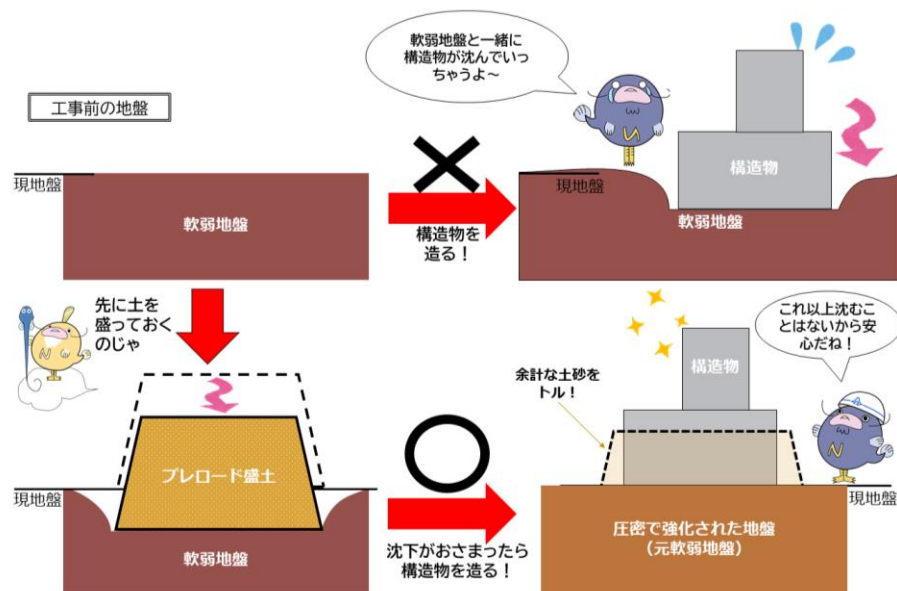 軟弱地盤と一緒に
構造物が沈んでいっ
ちゃうよ～
工事前の地盤
現地盤
軟弱地盤
構造物を
造る！
構造物
現地盤
軟弱地盤
先に土を
盛っておく
のじゃ
プレロード盛土
現地盤
軟弱地盤
沈下がおさまったら
構造物を造る！
これ以上沈むこ
とはないから安
心だね！
構造物
余計な土砂を
トル！
現地盤
圧密で強化された地盤
（元軟弱地盤）